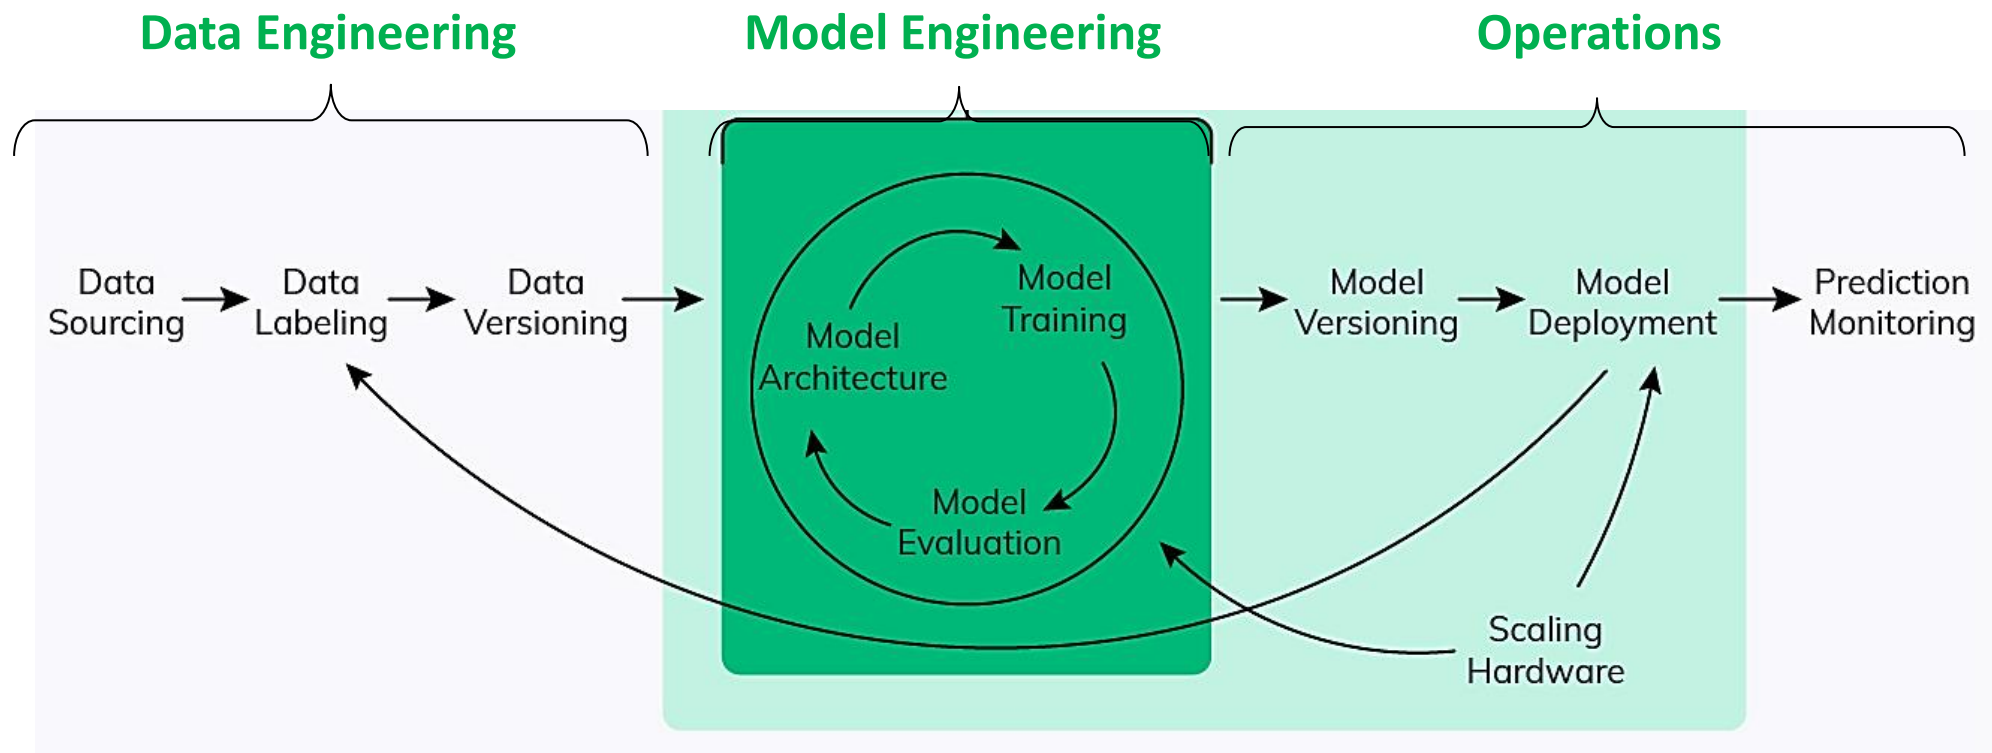 Data Engineering
Model Engineering
Operations
Data
Sourcing
Data
Labeling
Data
Versioning
Model
Architecture
Model
Training
Model
Evaluation
Model
Versioning
Model
Deployment
Prediction
Monitoring
Scaling
Hardware